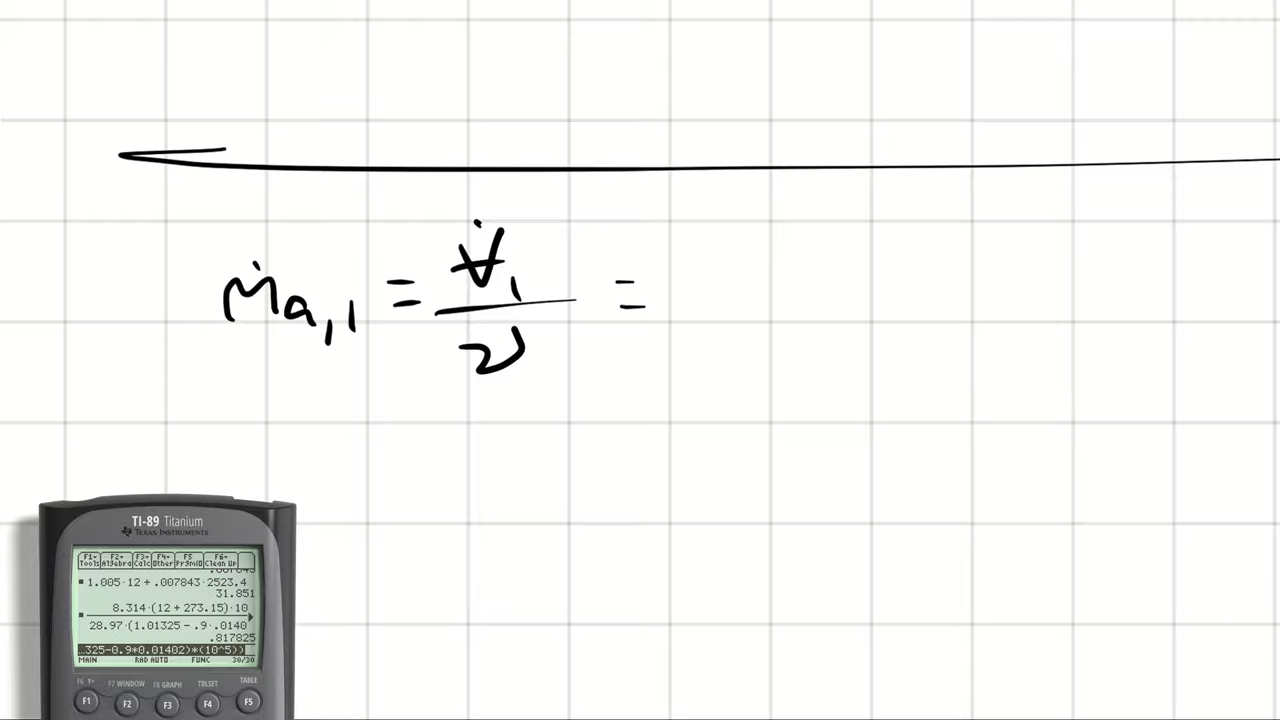 ṁa,1 = V̇1 / ν =
TI-89 Titanium
TEXAS INSTRUMENTS
F1▾ Tools F2▾ Algebra F3▾ Calc F4▾ Other F5 PrgmIO F6▾ Clean Up
.007843
1.005·12 + .007843·2523.4
31.851
8.314·(12 + 273.15)·10
28.97·(1.01325 - .9·.0140
.817825
…325-0.9*0.01402)*(10^5))
MAIN RAD AUTO FUNC 30/30
F6 Y= F7 WINDOW F8 GRAPH TBLSET TABLE
F1 F2 F3 F4 F5